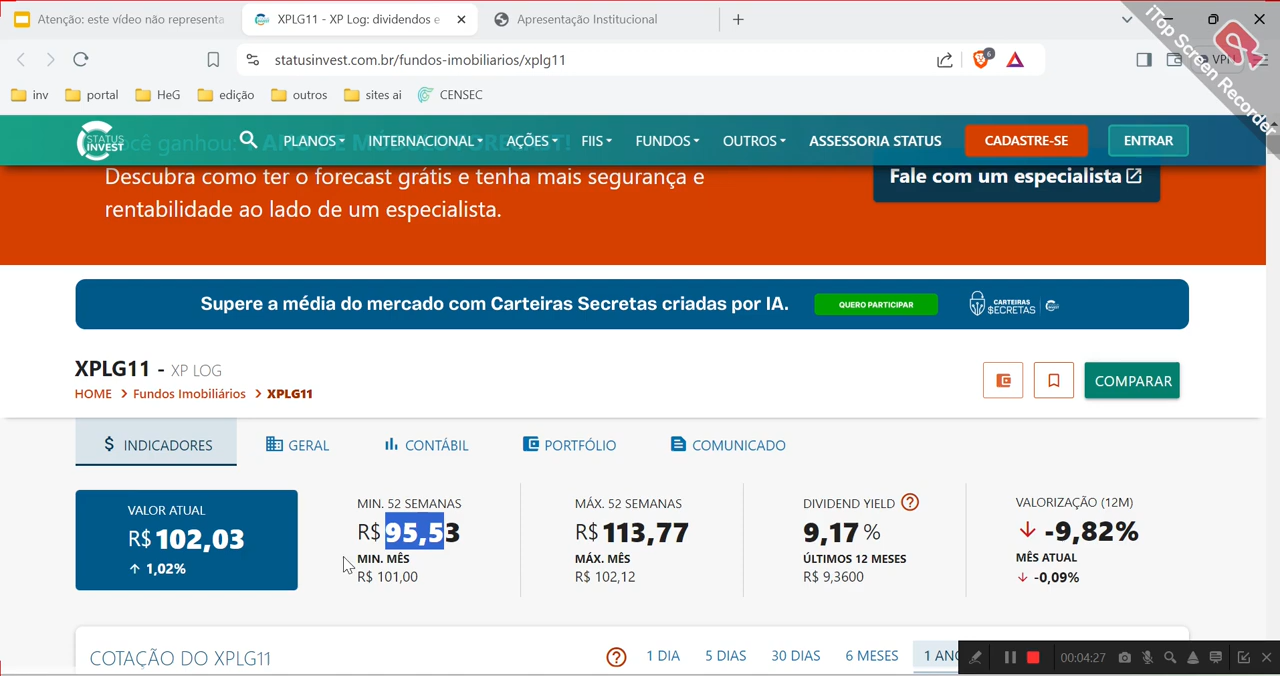 Atenção: este vídeo não representa
XPLG11 - XP Log: dividendos e
Apresentação Institucional
iTop Screen Recorder
statusinvest.com.br/fundos-imobiliarios/xplg11
6
VPN
inv
portal
HeG
edição
outros
sites ai
CENSEC
STATUS INVEST
PLANOS
INTERNACIONAL
AÇÕES
FIIS
FUNDOS
OUTROS
ASSESSORIA STATUS
CADASTRE-SE
ENTRAR
Descubra como ter o forecast grátis e tenha mais segurança e
rentabilidade ao lado de um especialista.
Fale com um especialista
Supere a média do mercado com Carteiras Secretas criadas por IA.
QUERO PARTICIPAR
CARTEIRAS
$ECRETAS
XPLG11 - XP LOG
HOME > Fundos Imobiliários > XPLG11
COMPARAR
$ INDICADORES
GERAL
CONTÁBIL
PORTFÓLIO
COMUNICADO
VALOR ATUAL
R$ 102,03
↑ 1,02%
MIN. 52 SEMANAS
R$ 95,53
MIN. MÊS
R$ 101,00
MÁX. 52 SEMANAS
R$ 113,77
MÁX. MÊS
R$ 102,12
DIVIDEND YIELD ?
9,17 %
ÚLTIMOS 12 MESES
R$ 9,3600
VALORIZAÇÃO (12M)
↓ -9,82%
MÊS ATUAL
↓ -0,09%
COTAÇÃO DO XPLG11
?
1 DIA
5 DIAS
30 DIAS
6 MESES
1 ANO
00:04:27